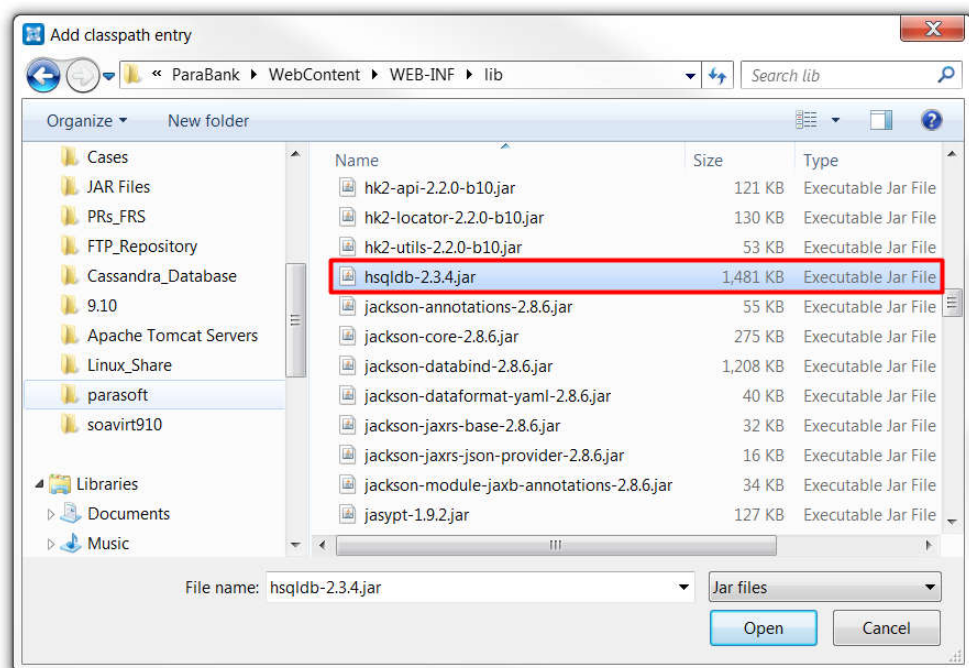 Add classpath entry
« ParaBank WebContent WEB-INF lib
Search lib
Organize New folder
Cases
JAR Files
PRs_FRS
FTP_Repository
Cassandra_Database
9.10
Apache Tomcat Servers
Linux_Share
parasoft
soavirt910
Libraries
Documents
Music
Name Size Type
hk2-api-2.2.0-b10.jar 121 KB Executable Jar File
hk2-locator-2.2.0-b10.jar 130 KB Executable Jar File
hk2-utils-2.2.0-b10.jar 53 KB Executable Jar File
hsqldb-2.3.4.jar 1,481 KB Executable Jar File
jackson-annotations-2.8.6.jar 55 KB Executable Jar File
jackson-core-2.8.6.jar 275 KB Executable Jar File
jackson-databind-2.8.6.jar 1,208 KB Executable Jar File
jackson-dataformat-yaml-2.8.6.jar 40 KB Executable Jar File
jackson-jaxrs-base-2.8.6.jar 32 KB Executable Jar File
jackson-jaxrs-json-provider-2.8.6.jar 16 KB Executable Jar File
jackson-module-jaxb-annotations-2.8.6.jar 34 KB Executable Jar File
jasypt-1.9.2.jar 127 KB Executable Jar File
File name: hsqldb-2.3.4.jar Jar files
Open Cancel